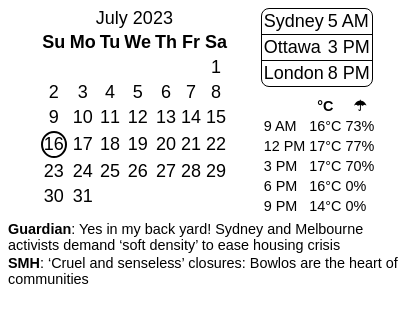 July 2023
Su Mo Tu We Th Fr Sa
1
2 3 4 5 6 7 8
9 10 11 12 13 14 15
16 17 18 19 20 21 22
23 24 25 26 27 28 29
30 31
Sydney 5 AM
Ottawa 3 PM
London 8 PM
°C ☂
9 AM 16°C 73%
12 PM 17°C 77%
3 PM 17°C 70%
6 PM 16°C 0%
9 PM 14°C 0%
Guardian: Yes in my back yard! Sydney and Melbourne
activists demand ‘soft density’ to ease housing crisis
SMH: ‘Cruel and senseless’ closures: Bowlos are the heart of
communities